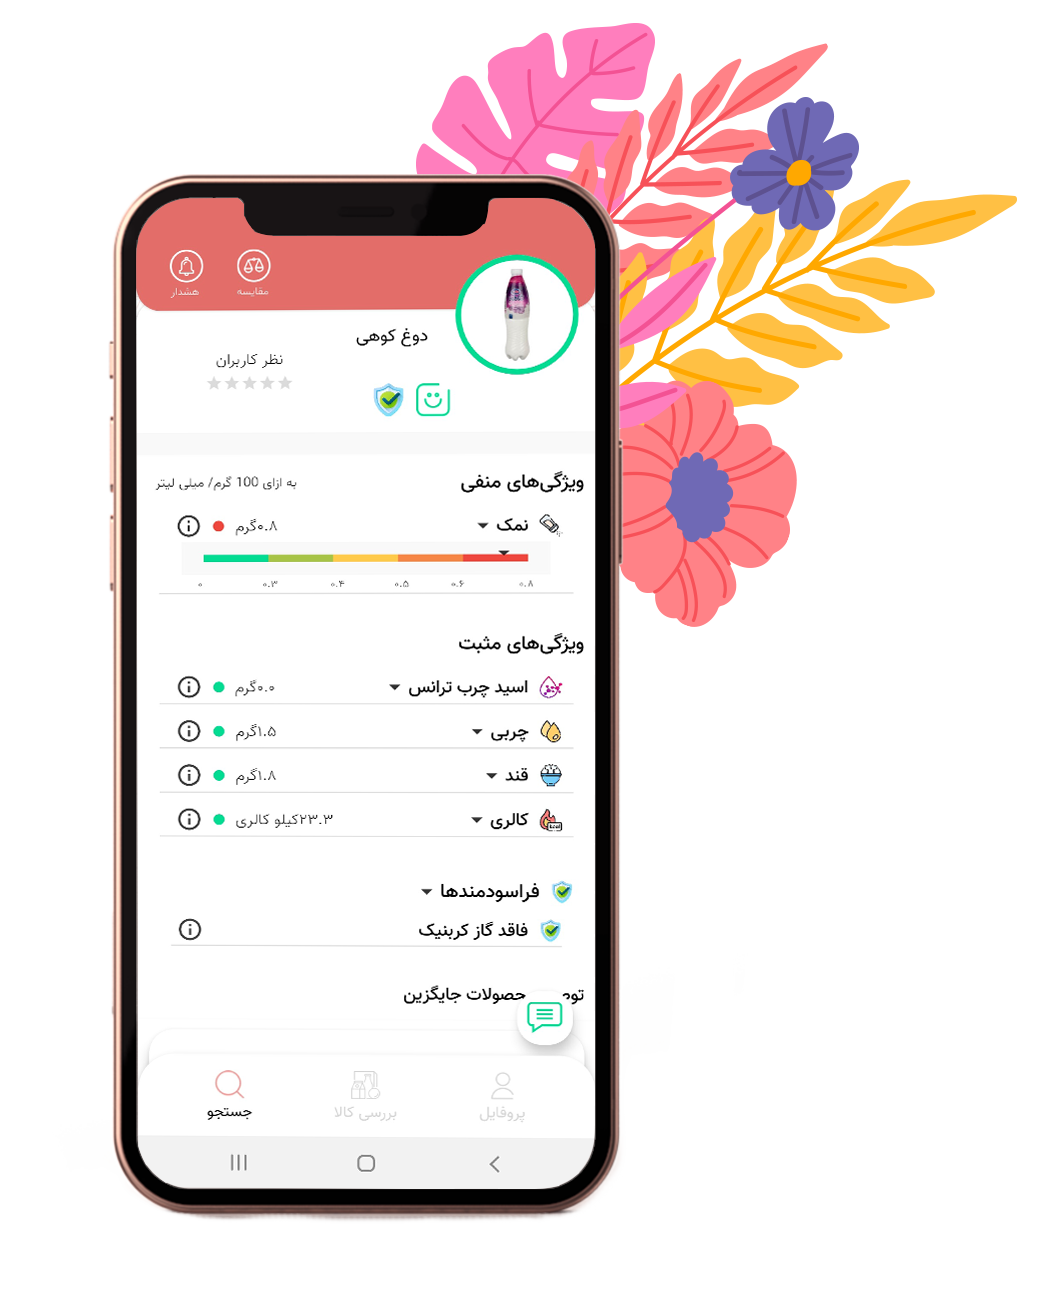 هشدار
مقایسه
دوغ کوهی
نظر کاربران
ویژگی‌های منفی
به ازای 100 گرم/ میلی لیتر
نمک
۰.۸گرم
۰ ۰.۳ ۰.۴ ۰.۵ ۰.۶ ۰.۸
ویژگی‌های مثبت
اسید چرب ترانس
۰.۰گرم
چربی
۱.۵گرم
قند
۱.۸گرم
کالری
۲۳.۳کیلو کالری
kcal
فراسودمندها
فاقد گاز کربنیک
حصولات جایگزین
پروفایل
بررسی کالا
جستجو